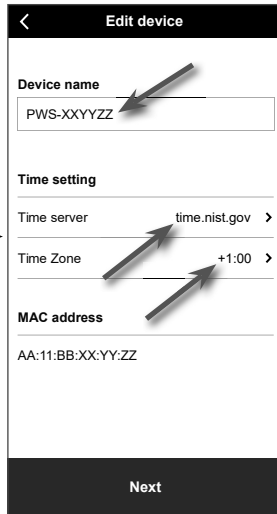 Edit device
Device name
PWS-XXYYZZ
Time setting
Time server time.nist.gov
Time Zone +1:00
MAC address
AA:11:BB:XX:YY:ZZ
Next